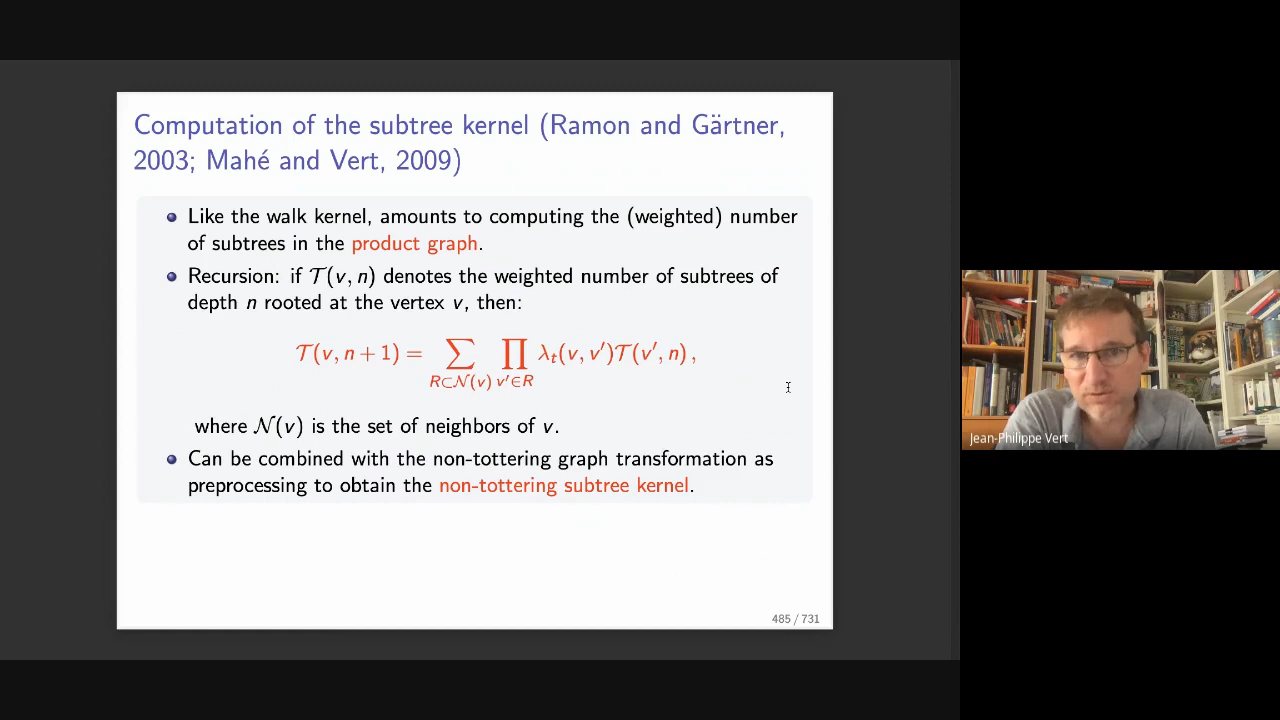 Computation of the subtree kernel (Ramon and Gärtner,
2003; Mahé and Vert, 2009)
Like the walk kernel, amounts to computing the (weighted) number
of subtrees in the product graph.
Recursion: if 𝒯(v, n) denotes the weighted number of subtrees of
depth n rooted at the vertex v, then:
𝒯(v, n + 1) = ∑_{R⊂𝒩(v)} ∏_{v′∈R} λ_t(v, v′)𝒯(v′, n) ,
where 𝒩(v) is the set of neighbors of v.
Can be combined with the non-tottering graph transformation as
preprocessing to obtain the non-tottering subtree kernel.
485 / 731
Jean-Philippe Vert